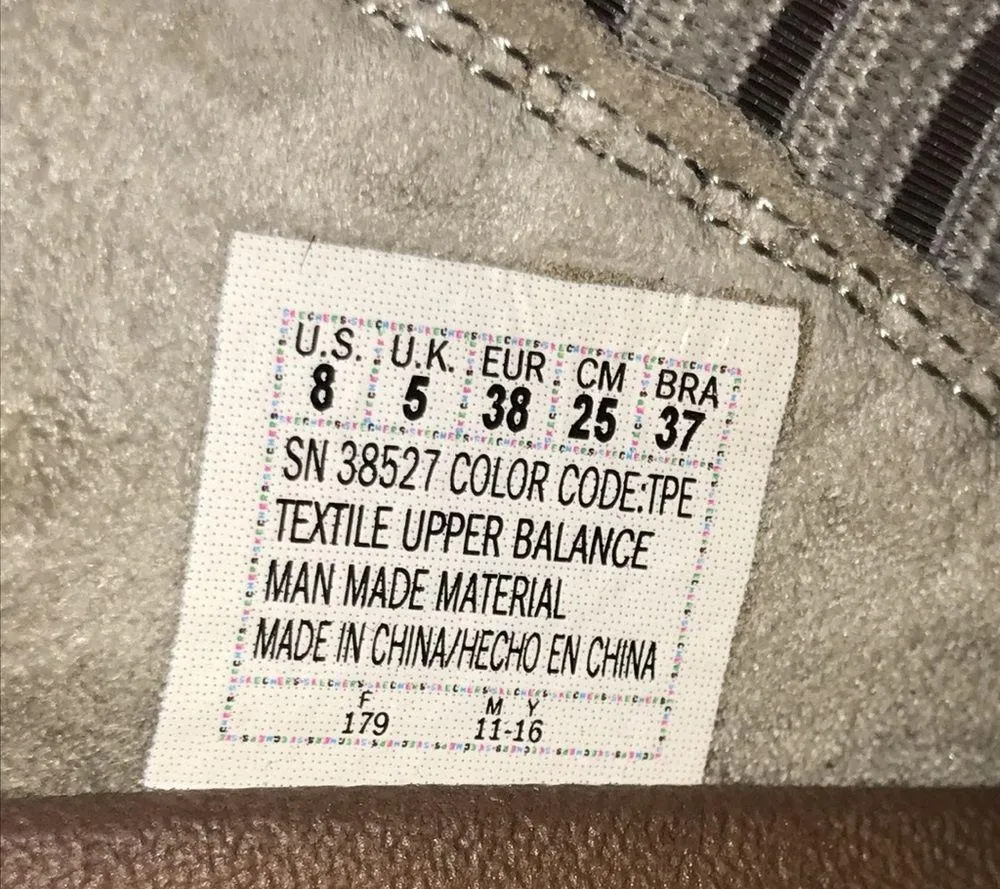 U.S. U.K. EUR CM BRA
8 5 38 25 37
SN 38527 COLOR CODE:TPE
TEXTILE UPPER BALANCE
MAN MADE MATERIAL
MADE IN CHINA/HECHO EN CHINA
F M Y
179 11-16